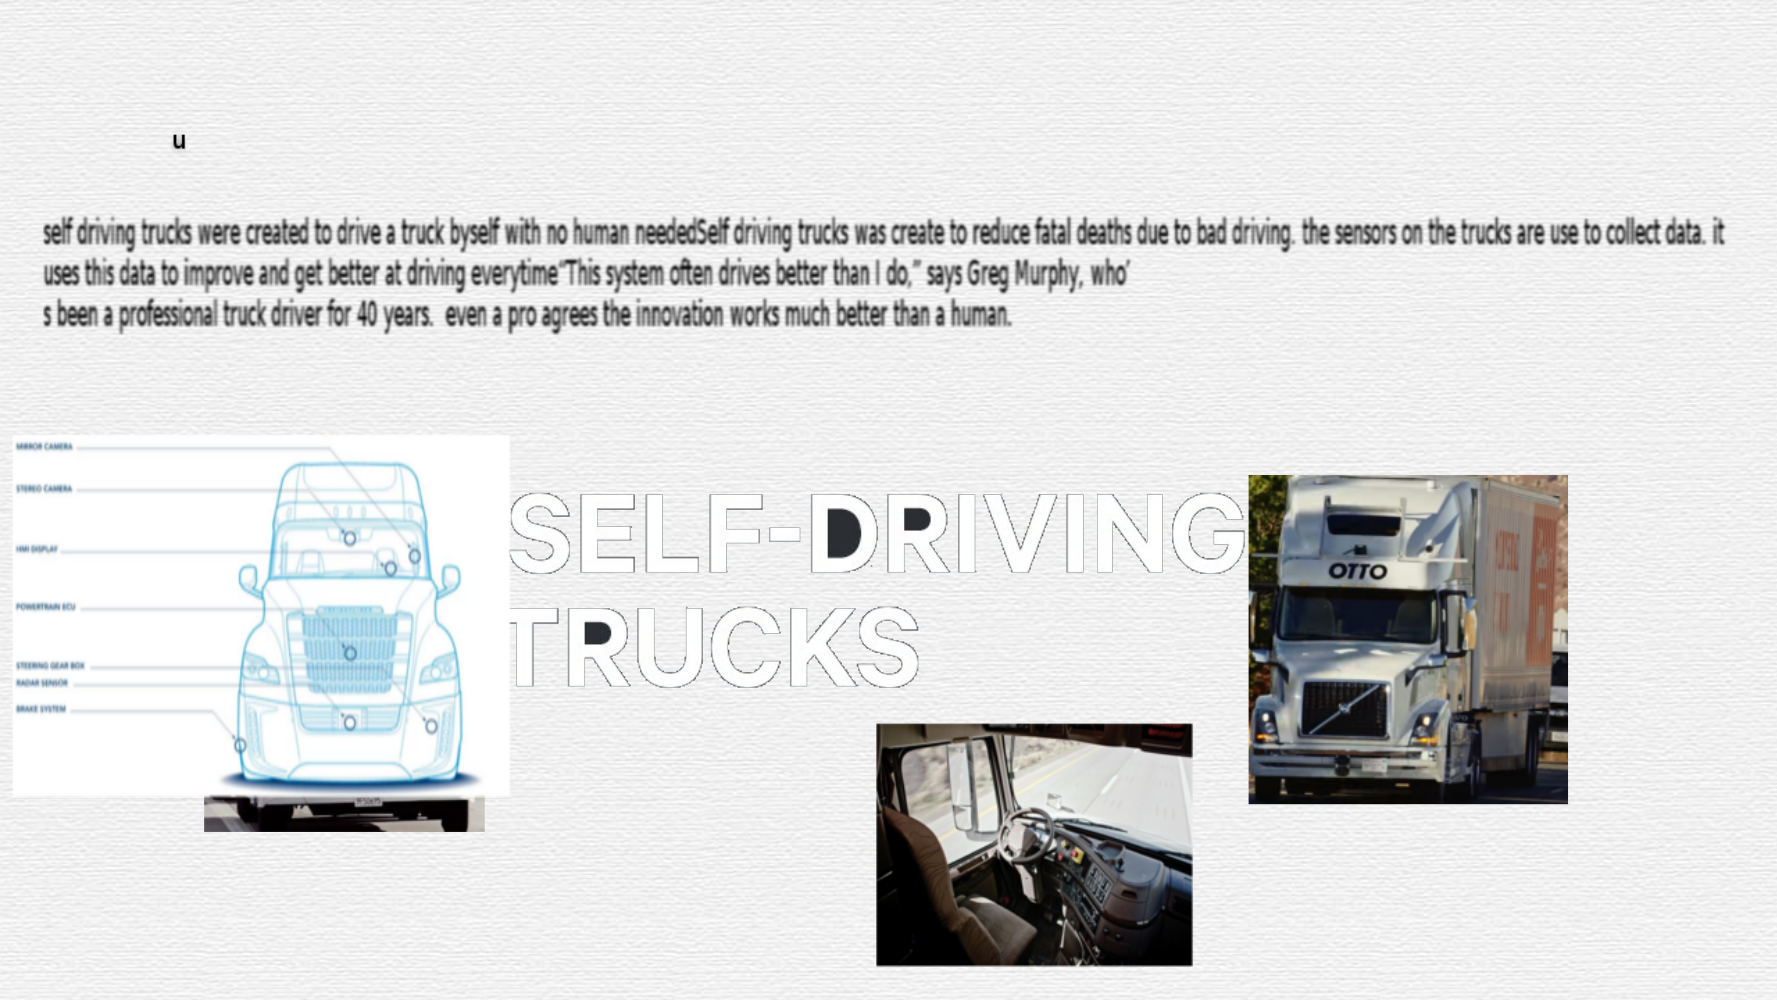 u
self driving trucks were created to drive a truck byself with no human neededSelf driving trucks was create to reduce fatal deaths due to bad driving. the sensors on the trucks are use to collect data. it
uses this data to improve and get better at driving everytime"This system often drives better than I do," says Greg Murphy, who'
s been a professional truck driver for 40 years.  even a pro agrees the innovation works much better than a human.
MIRROR CAMERA
STEREO CAMERA
HMI DISPLAY
POWERTRAIN ECU
STEERING GEAR BOX
RADAR SENSOR
BRAKE SYSTEM
SELF-DRIVING
TRUCKS
OTTO